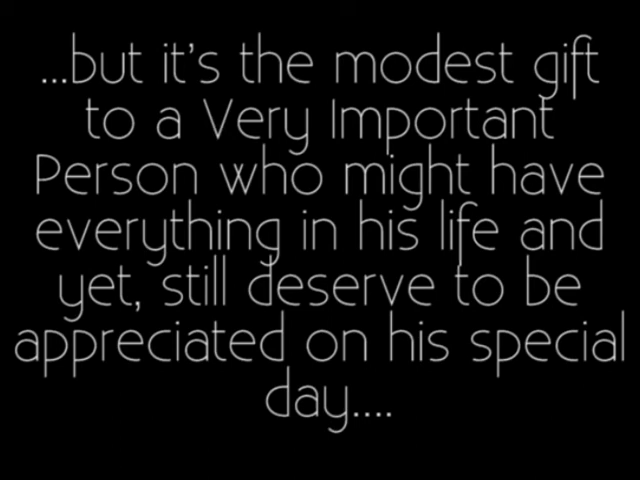 ...but it's the modest gift
to a Very Important
Person who might have
everything in his life and
yet, still deserve to be
appreciated on his special
day....